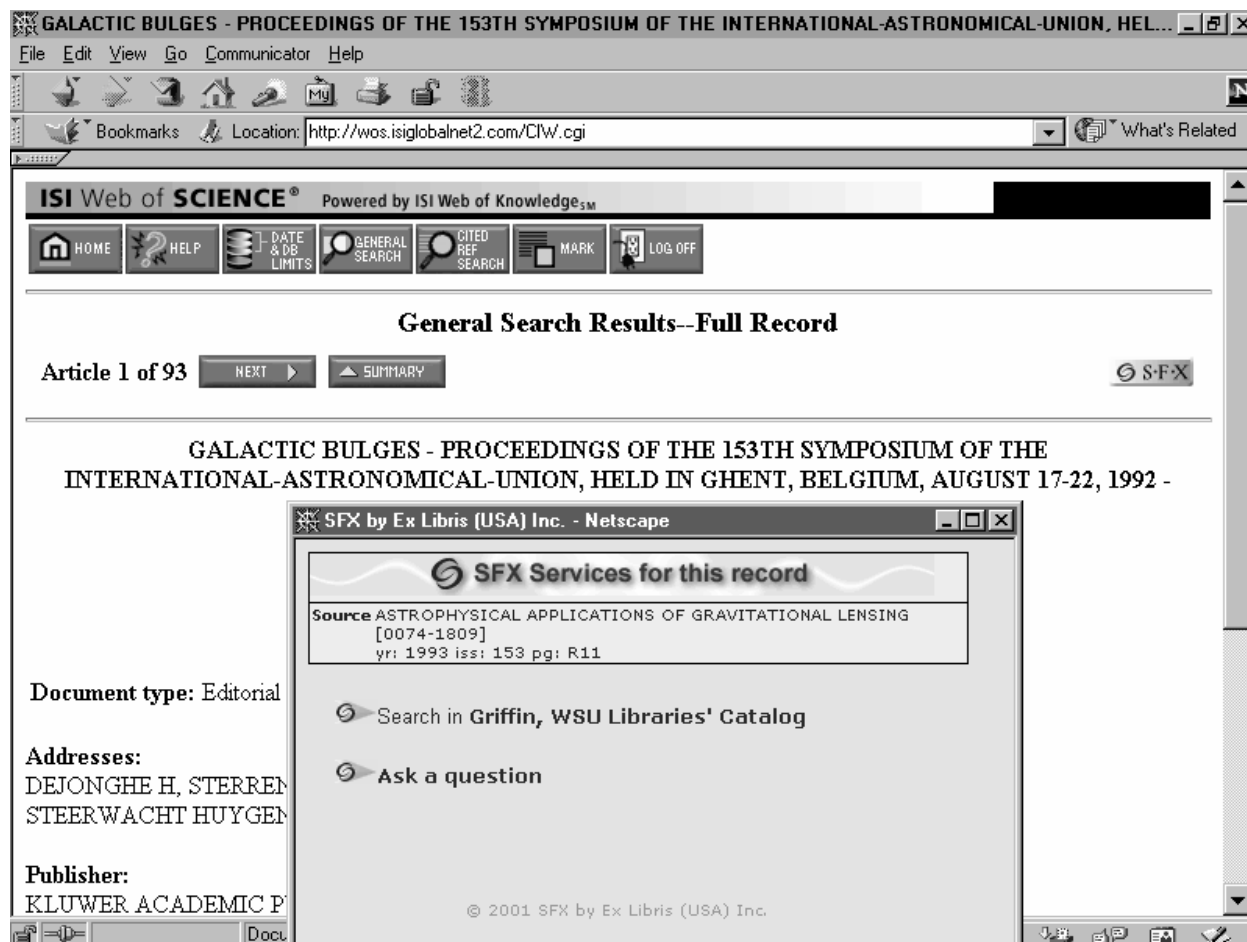 GALACTIC BULGES - PROCEEDINGS OF THE 153TH SYMPOSIUM OF THE INTERNATIONAL-ASTRONOMICAL-UNION, HEL...
File Edit View Go Communicator Help
My
N
Bookmarks Location: http://wos.isiglobalnet2.com/CIW.cgi What's Related
ISI Web of SCIENCE® Powered by ISI Web of Knowledge SM
HOME HELP DATE & DB LIMITS GENERAL SEARCH CITED REF SEARCH MARK LOG OFF
General Search Results--Full Record
Article 1 of 93 NEXT SUMMARY S·F·X
GALACTIC BULGES - PROCEEDINGS OF THE 153TH SYMPOSIUM OF THE
INTERNATIONAL-ASTRONOMICAL-UNION, HELD IN GHENT, BELGIUM, AUGUST 17-22, 1992 -
SFX by Ex Libris (USA) Inc. - Netscape
SFX Services for this record
Source ASTROPHYSICAL APPLICATIONS OF GRAVITATIONAL LENSING
[0074-1809]
yr: 1993 iss: 153 pg: R11
Document type: Editorial
Search in Griffin, WSU Libraries' Catalog
Addresses:
Ask a question
DEJONGHE H, STERREN
STEERWACHT HUYGEN
Publisher:
KLUWER ACADEMIC P
© 2001 SFX by Ex Libris (USA) Inc.
Docu